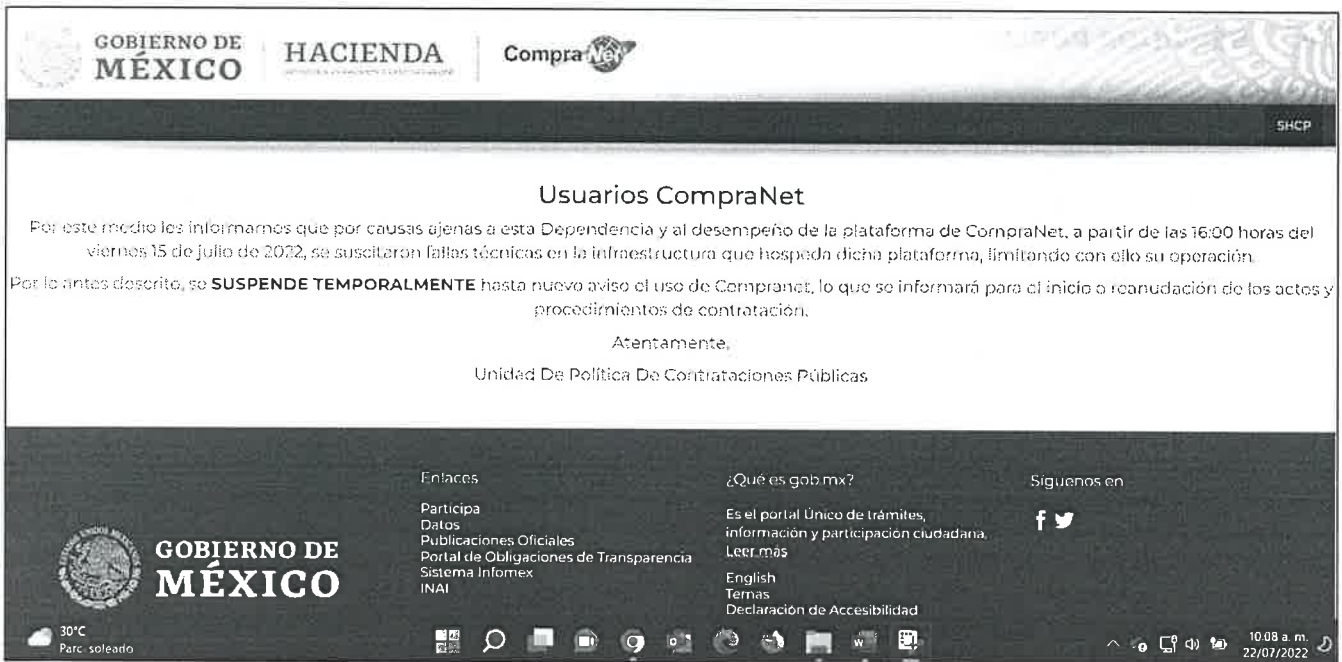 GOBIERNO DE
MÉXICO
HACIENDA
CompraNet
SHCP
Usuarios CompraNet
Por este medio les informamos que por causas ajenas a esta Dependencia y al desempeño de la plataforma de CompraNet, a partir de las 16:00 horas del
viernes 15 de julio de 2022, se suscitaron fallas técnicas en la infraestructura que hospeda dicha plataforma, limitando con ello su operación.
Por lo antes descrito, se SUSPENDE TEMPORALMENTE hasta nuevo aviso el uso de Compranet, lo que se informará para el inicio o reanudación de los actos y
procedimientos de contratación.
Atentamente,
Unidad De Política De Contrataciones Públicas
Enlaces
Participa
Datos
Publicaciones Oficiales
Portal de Obligaciones de Transparencia
Sistema Infomex
INAI
¿Qué es gob.mx?
Es el portal Único de trámites,
información y participación ciudadana.
Leer más
English
Temas
Declaración de Accesibilidad
Síguenos en
GOBIERNO DE
MÉXICO
30°C
Parc. soleado
10:08 a. m.
22/07/2022